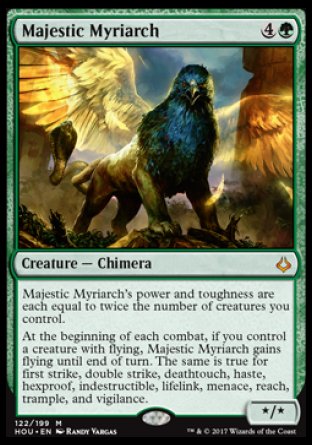 Majestic Myriarch 4
Creature — Chimera
Majestic Myriarch's power and toughness are
each equal to twice the number of creatures you
control.
At the beginning of each combat, if you control
a creature with flying, Majestic Myriarch gains
flying until end of turn. The same is true for
first strike, double strike, deathtouch, haste,
hexproof, indestructible, lifelink, menace, reach,
trample, and vigilance.
*/*
122/199 M
HOU • EN RANDY VARGAS
™ & © 2017 Wizards of the Coast